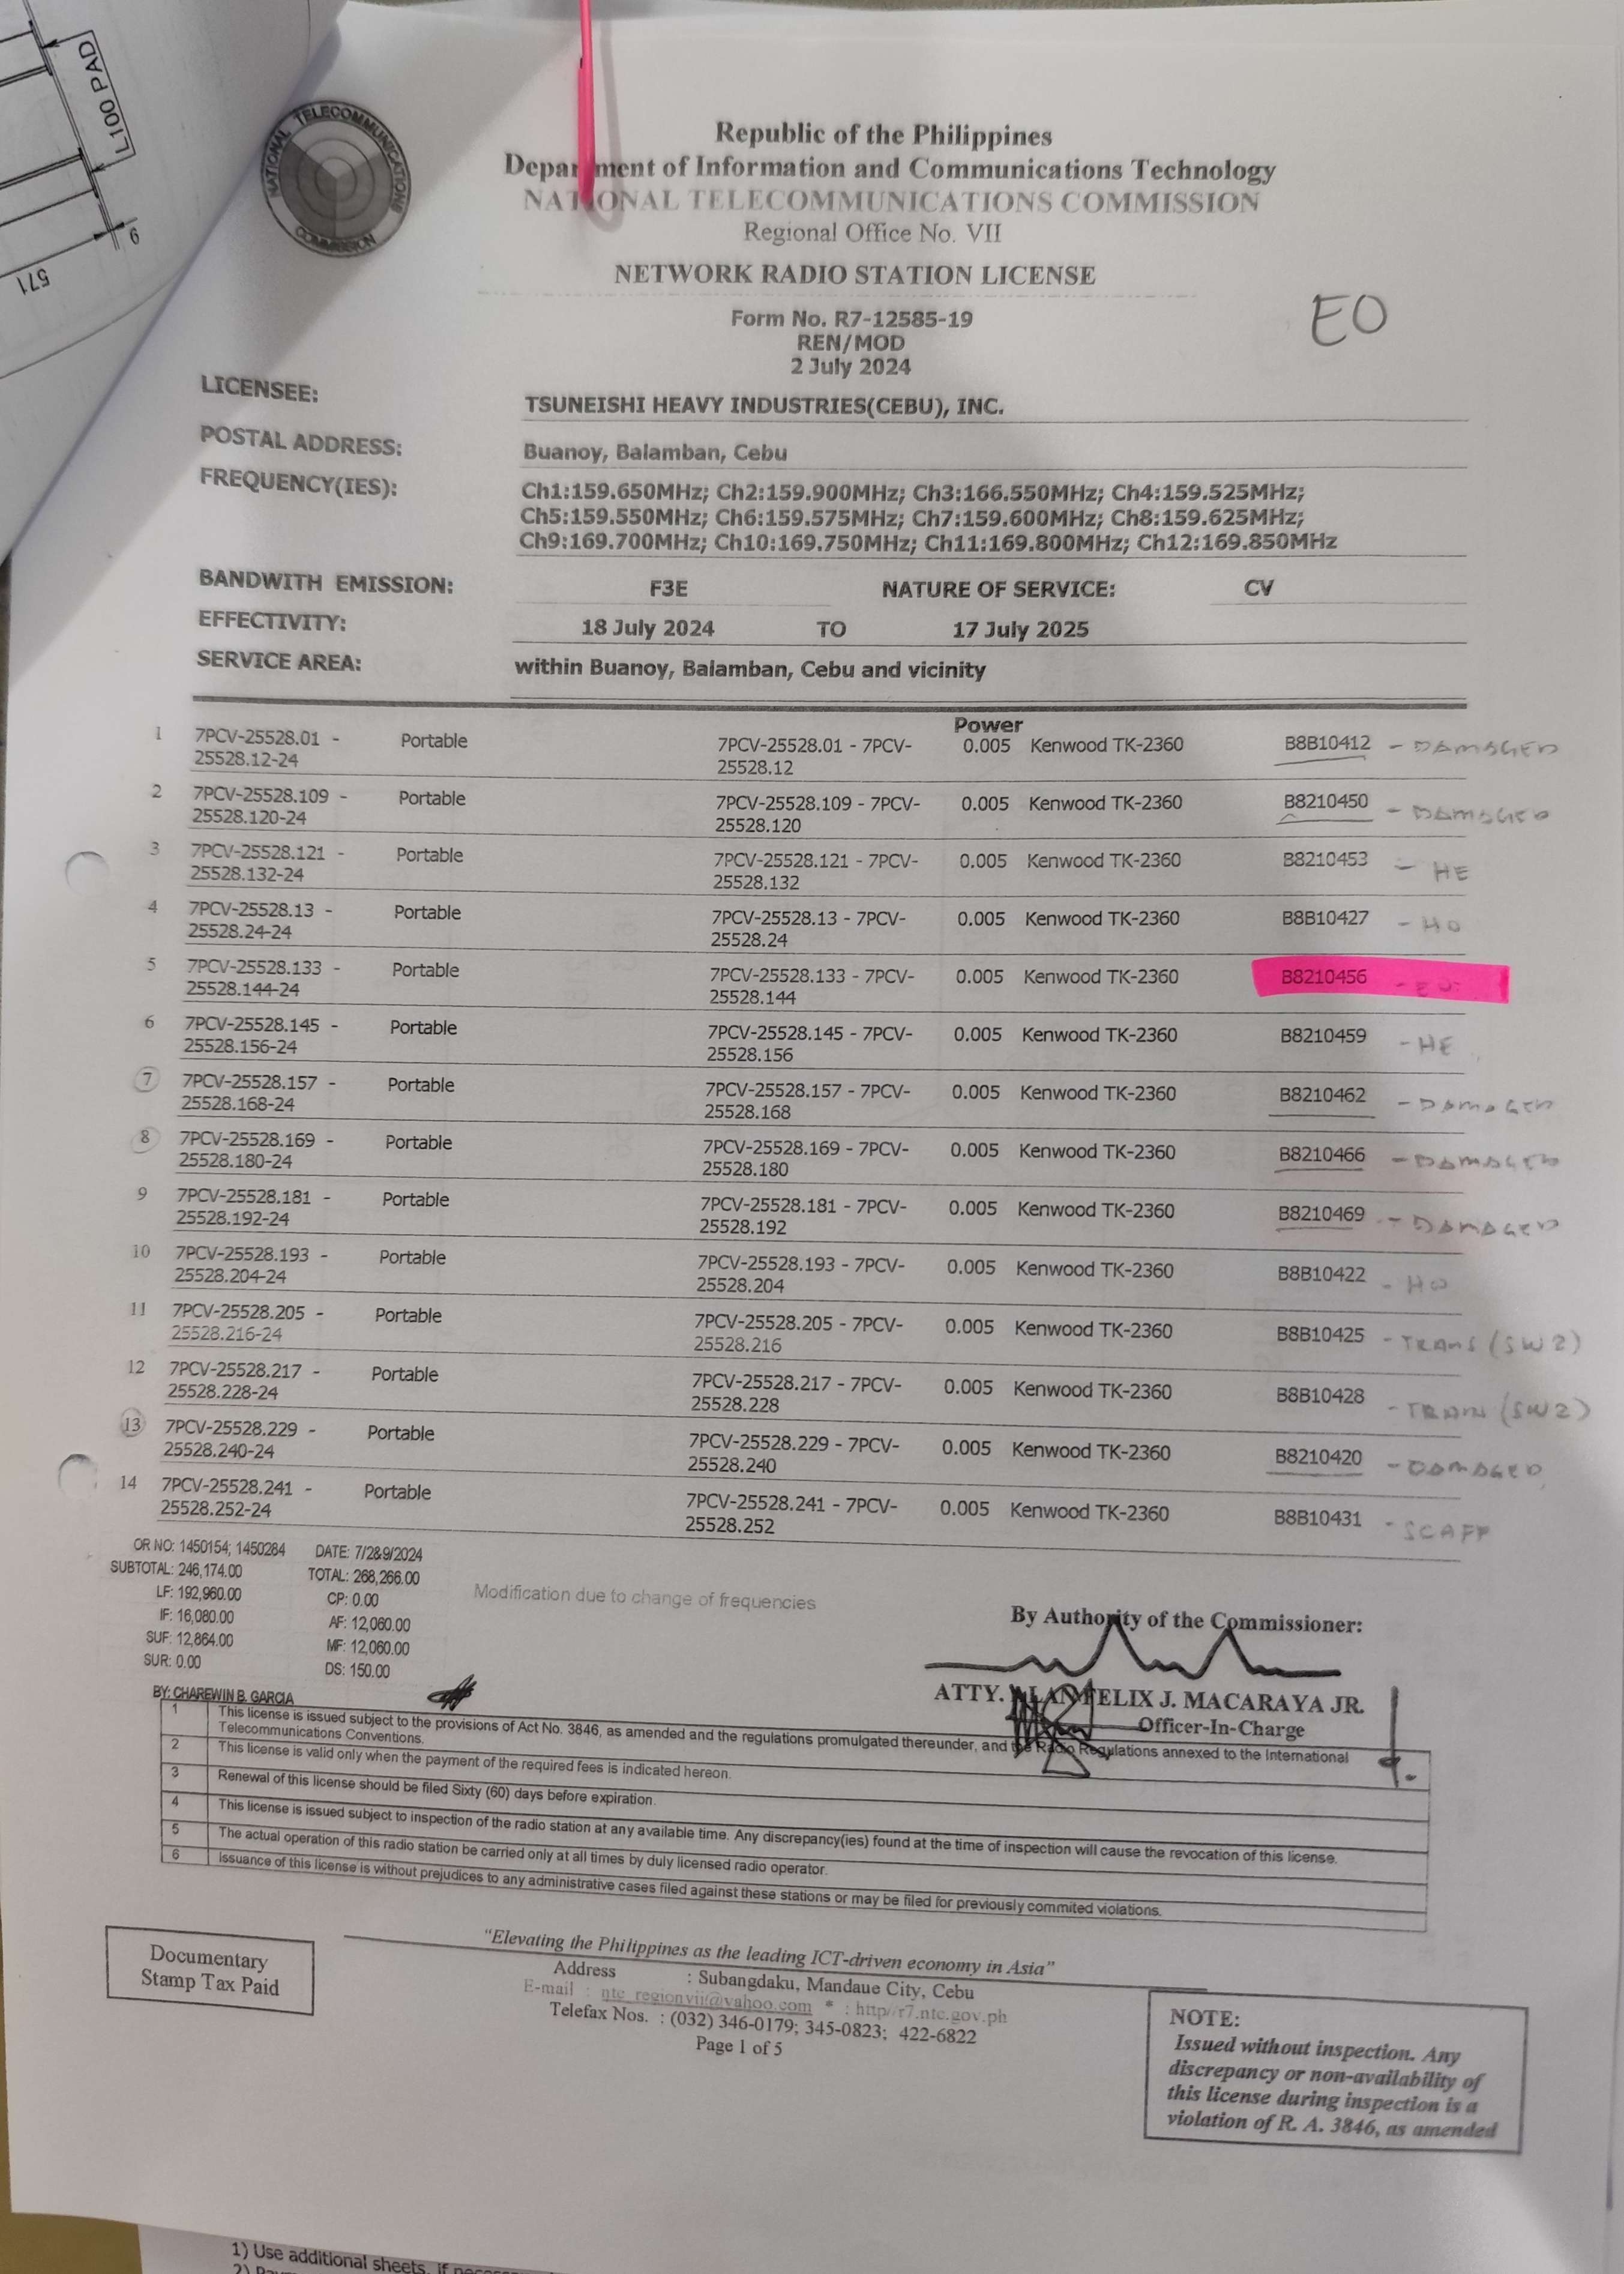 L100 PAD
9
571
NATIONAL TELECOMMUNICATIONS COMMISSION
Republic of the Philippines
Department of Information and Communications Technology
NATIONAL TELECOMMUNICATIONS COMMISSION
Regional Office No. VII
NETWORK RADIO STATION LICENSE
EO
Form No. R7-12585-19
REN/MOD
2 July 2024
LICENSEE: TSUNEISHI HEAVY INDUSTRIES(CEBU), INC.
POSTAL ADDRESS: Buanoy, Balamban, Cebu
FREQUENCY(IES): Ch1:159.650MHz; Ch2:159.900MHz; Ch3:166.550MHz; Ch4:159.525MHz;
Ch5:159.550MHz; Ch6:159.575MHz; Ch7:159.600MHz; Ch8:159.625MHz;
Ch9:169.700MHz; Ch10:169.750MHz; Ch11:169.800MHz; Ch12:169.850MHz
BANDWITH EMISSION: F3E NATURE OF SERVICE: CV
EFFECTIVITY: 18 July 2024 TO 17 July 2025
SERVICE AREA: within Buanoy, Balamban, Cebu and vicinity
Power
1 7PCV-25528.01 - Portable 7PCV-25528.01 - 7PCV- 0.005 Kenwood TK-2360 B8B10412 - DAMAGED
25528.12-24 25528.12
2 7PCV-25528.109 - Portable 7PCV-25528.109 - 7PCV- 0.005 Kenwood TK-2360 B8210450 - DAMAGED
25528.120-24 25528.120
3 7PCV-25528.121 - Portable 7PCV-25528.121 - 7PCV- 0.005 Kenwood TK-2360 B8210453 - HE
25528.132-24 25528.132
4 7PCV-25528.13 - Portable 7PCV-25528.13 - 7PCV- 0.005 Kenwood TK-2360 B8B10427 - HO
25528.24-24 25528.24
5 7PCV-25528.133 - Portable 7PCV-25528.133 - 7PCV- 0.005 Kenwood TK-2360 B8210456 - EO
25528.144-24 25528.144
6 7PCV-25528.145 - Portable 7PCV-25528.145 - 7PCV- 0.005 Kenwood TK-2360 B8210459 - HE
25528.156-24 25528.156
7 7PCV-25528.157 - Portable 7PCV-25528.157 - 7PCV- 0.005 Kenwood TK-2360 B8210462 - DAMAGED
25528.168-24 25528.168
8 7PCV-25528.169 - Portable 7PCV-25528.169 - 7PCV- 0.005 Kenwood TK-2360 B8210466 - DAMAGED
25528.180-24 25528.180
9 7PCV-25528.181 - Portable 7PCV-25528.181 - 7PCV- 0.005 Kenwood TK-2360 B8210469 - DAMAGED
25528.192-24 25528.192
10 7PCV-25528.193 - Portable 7PCV-25528.193 - 7PCV- 0.005 Kenwood TK-2360 B8B10422 - HO
25528.204-24 25528.204
11 7PCV-25528.205 - Portable 7PCV-25528.205 - 7PCV- 0.005 Kenwood TK-2360 B8B10425 - TRANS (SW2)
25528.216-24 25528.216
12 7PCV-25528.217 - Portable 7PCV-25528.217 - 7PCV- 0.005 Kenwood TK-2360 B8B10428 - TRAIN (SW2)
25528.228-24 25528.228
13 7PCV-25528.229 - Portable 7PCV-25528.229 - 7PCV- 0.005 Kenwood TK-2360 B8210420 - DAMAGED
25528.240-24 25528.240
14 7PCV-25528.241 - Portable 7PCV-25528.241 - 7PCV- 0.005 Kenwood TK-2360 B8B10431 - SCAFF
25528.252-24 25528.252
OR NO: 1450154; 1450284 DATE: 7/2&9/2024
SUBTOTAL: 246,174.00 TOTAL: 268,266.00
LF: 192,960.00 CP: 0.00
IF: 16,080.00 AF: 12,060.00
SUF: 12,864.00 MF: 12,060.00
SUR: 0.00 DS: 150.00
Modification due to change of frequencies
BY: CHAREWIN B. GARCIA
By Authority of the Commissioner:
ATTY. FELIX J. MACARAYA JR.
Officer-In-Charge
1 This license is issued subject to the provisions of Act No. 3846, as amended and the regulations promulgated thereunder, and the Radio Regulations annexed to the International
Telecommunications Conventions.
2 This license is valid only when the payment of the required fees is indicated hereon.
3 Renewal of this license should be filed Sixty (60) days before expiration.
4 This license is issued subject to inspection of the radio station at any available time. Any discrepancy(ies) found at the time of inspection will cause the revocation of this license.
5 The actual operation of this radio station be carried only at all times by duly licensed radio operator.
6 Issuance of this license is without prejudices to any administrative cases filed against these stations or may be filed for previously commited violations.
Documentary
Stamp Tax Paid
"Elevating the Philippines as the leading ICT-driven economy in Asia"
Address : Subangdaku, Mandaue City, Cebu
E-mail : ntc_regionvii@yahoo.com * : http//r7.ntc.gov.ph
Telefax Nos. : (032) 346-0179; 345-0823; 422-6822
Page 1 of 5
NOTE:
Issued without inspection. Any
discrepancy or non-availability of
this license during inspection is a
violation of R. A. 3846, as amended
1) Use additional sheets, if
2)